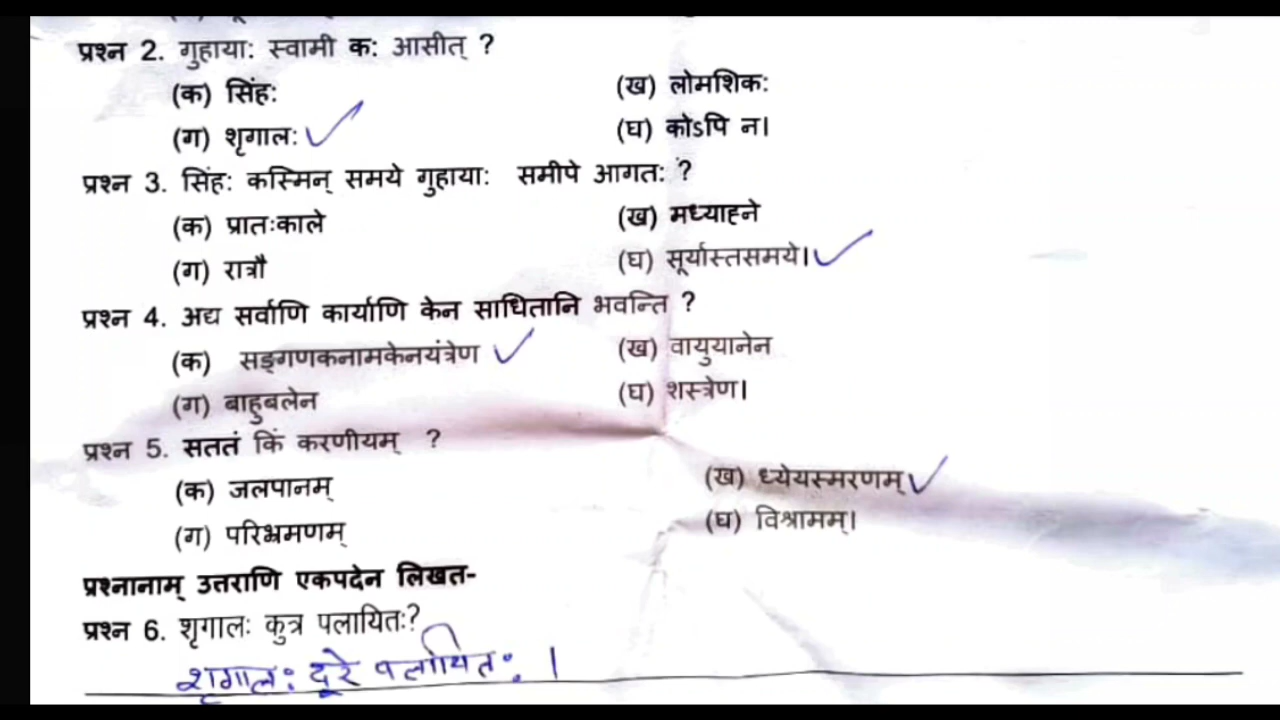 प्रश्न 2. गुहायाः स्वामी कः आसीत् ?
(क) सिंहः (ख) लोमशिकः
(ग) शृगालः (घ) कोऽपि न।
प्रश्न 3. सिंहः कस्मिन् समये गुहायाः समीपे आगतः ?
(क) प्रातःकाले (ख) मध्याह्ने
(ग) रात्रौ (घ) सूर्यास्तसमये।
प्रश्न 4. अद्य सर्वाणि कार्याणि केन साधितानि भवन्ति ?
(क) सङ्गणकनामकेनयंत्रेण (ख) वायुयानेन
(ग) बाहुबलेन (घ) शस्त्रेण।
प्रश्न 5. सततं किं करणीयम् ?
(क) जलपानम् (ख) ध्येयस्मरणम्
(ग) परिभ्रमणम् (घ) विश्रामम्।
प्रश्नानाम् उत्तराणि एकपदेन लिखत-
प्रश्न 6. शृगालः कुत्र पलायितः?
शृगालः दूरे पलायितः।